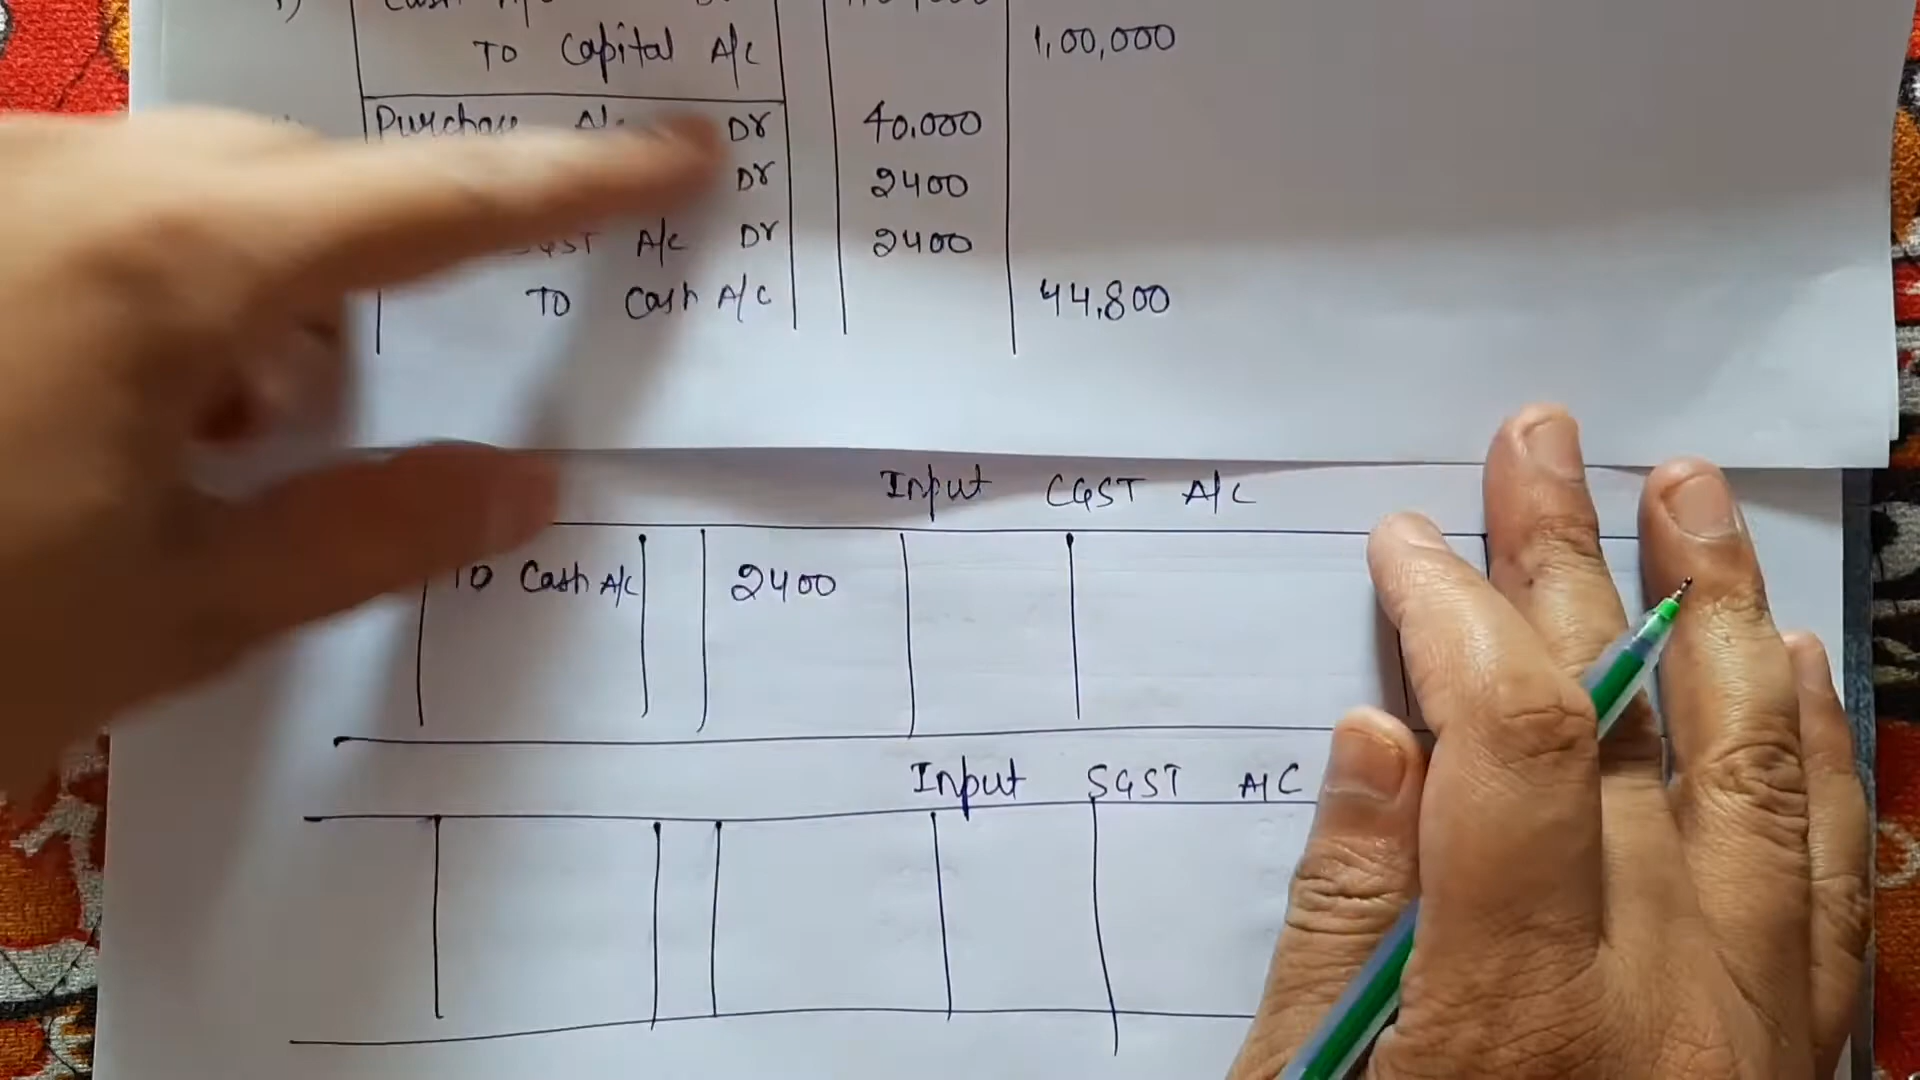 TO Capital A/c 1,00,000
Purchase A/c Dr 40,000
Dr 2400
A/c Dr 2400
TO Cash A/C 44,800
Input CGST A/C
TO Cash A/c 2400
Input SGST A/C